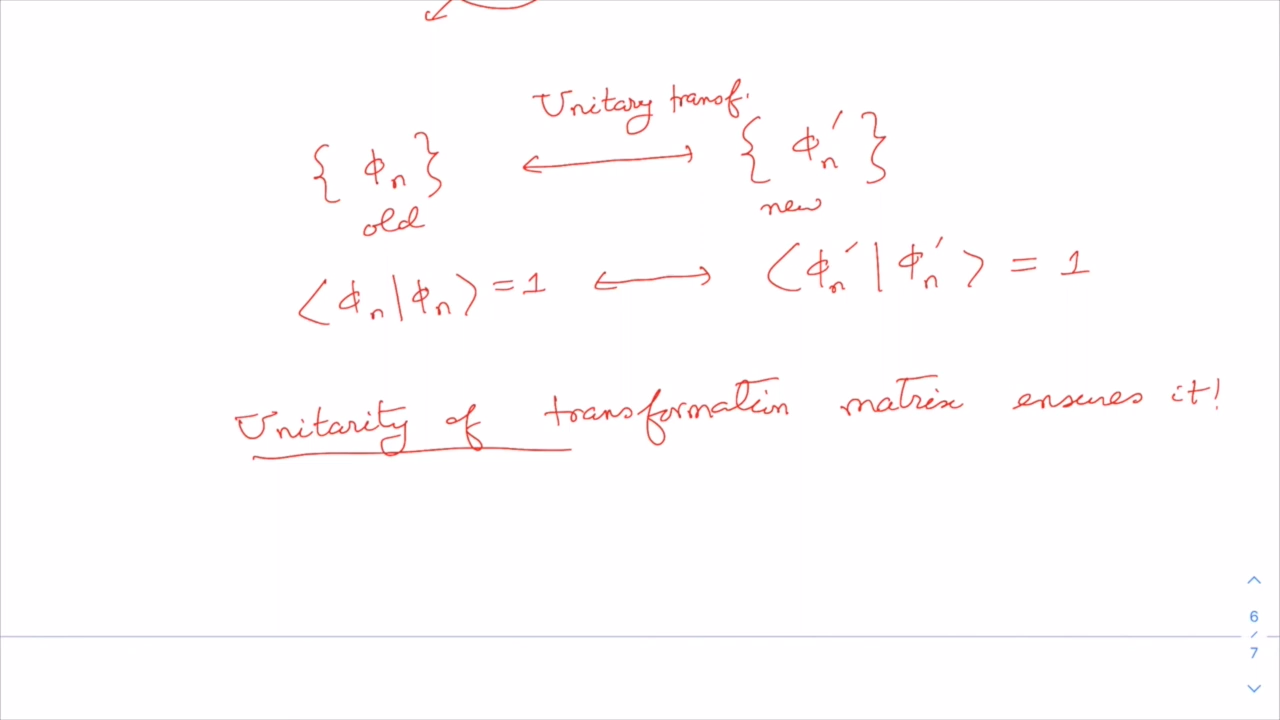 Unitary transf.
{ ϕn } ⟷ { ϕn′ }
old new
⟨ϕn|ϕn⟩ = 1 ⟷ ⟨ϕn′|ϕn′⟩ = 1
Unitarity of transformation matrix ensures it!
6
/
7